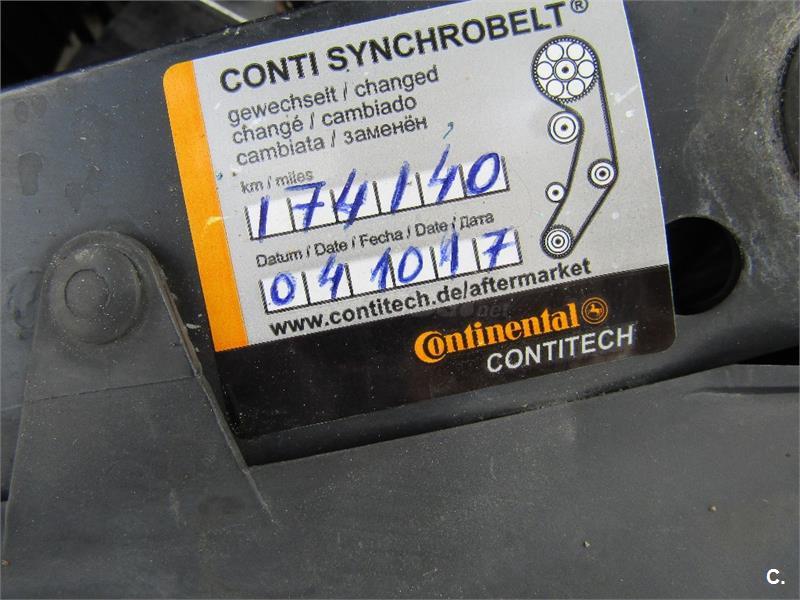 CONTI SYNCHROBELT®
gewechselt / changed
changé / cambiado
cambiata / заменён
km / miles
174140
Datum / Date / Fecha / Date / Дата
041017
www.contitech.de/aftermarket
Continental
CONTITECH
C.